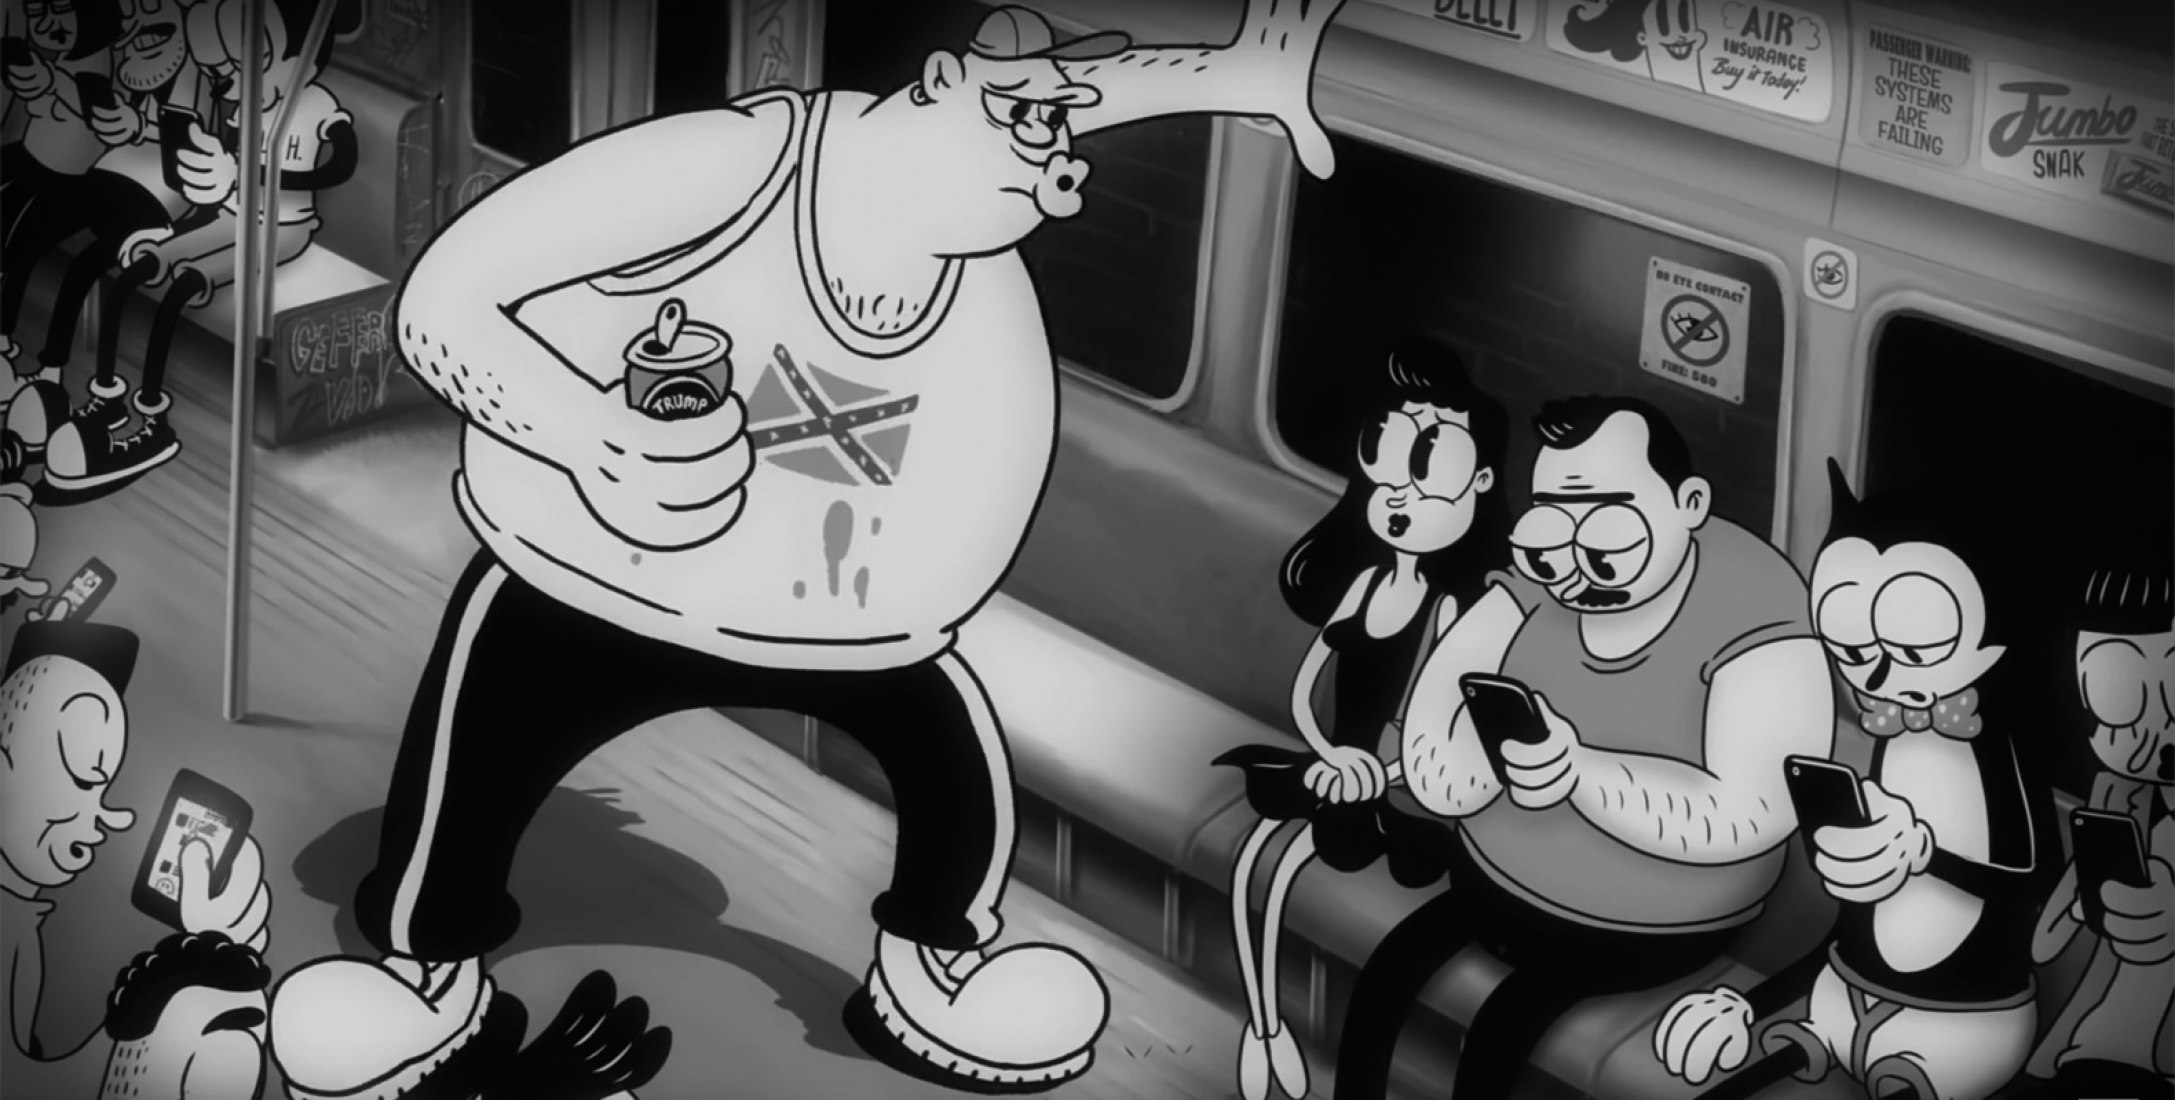 AIR
INSURANCE
Buy it Today!
PASSENGER WARNING:
THESE
SYSTEMS
ARE
FAILING
Jumbo
SNAK
NO EYE CONTACT
FINE: $80
H.
TRUMP